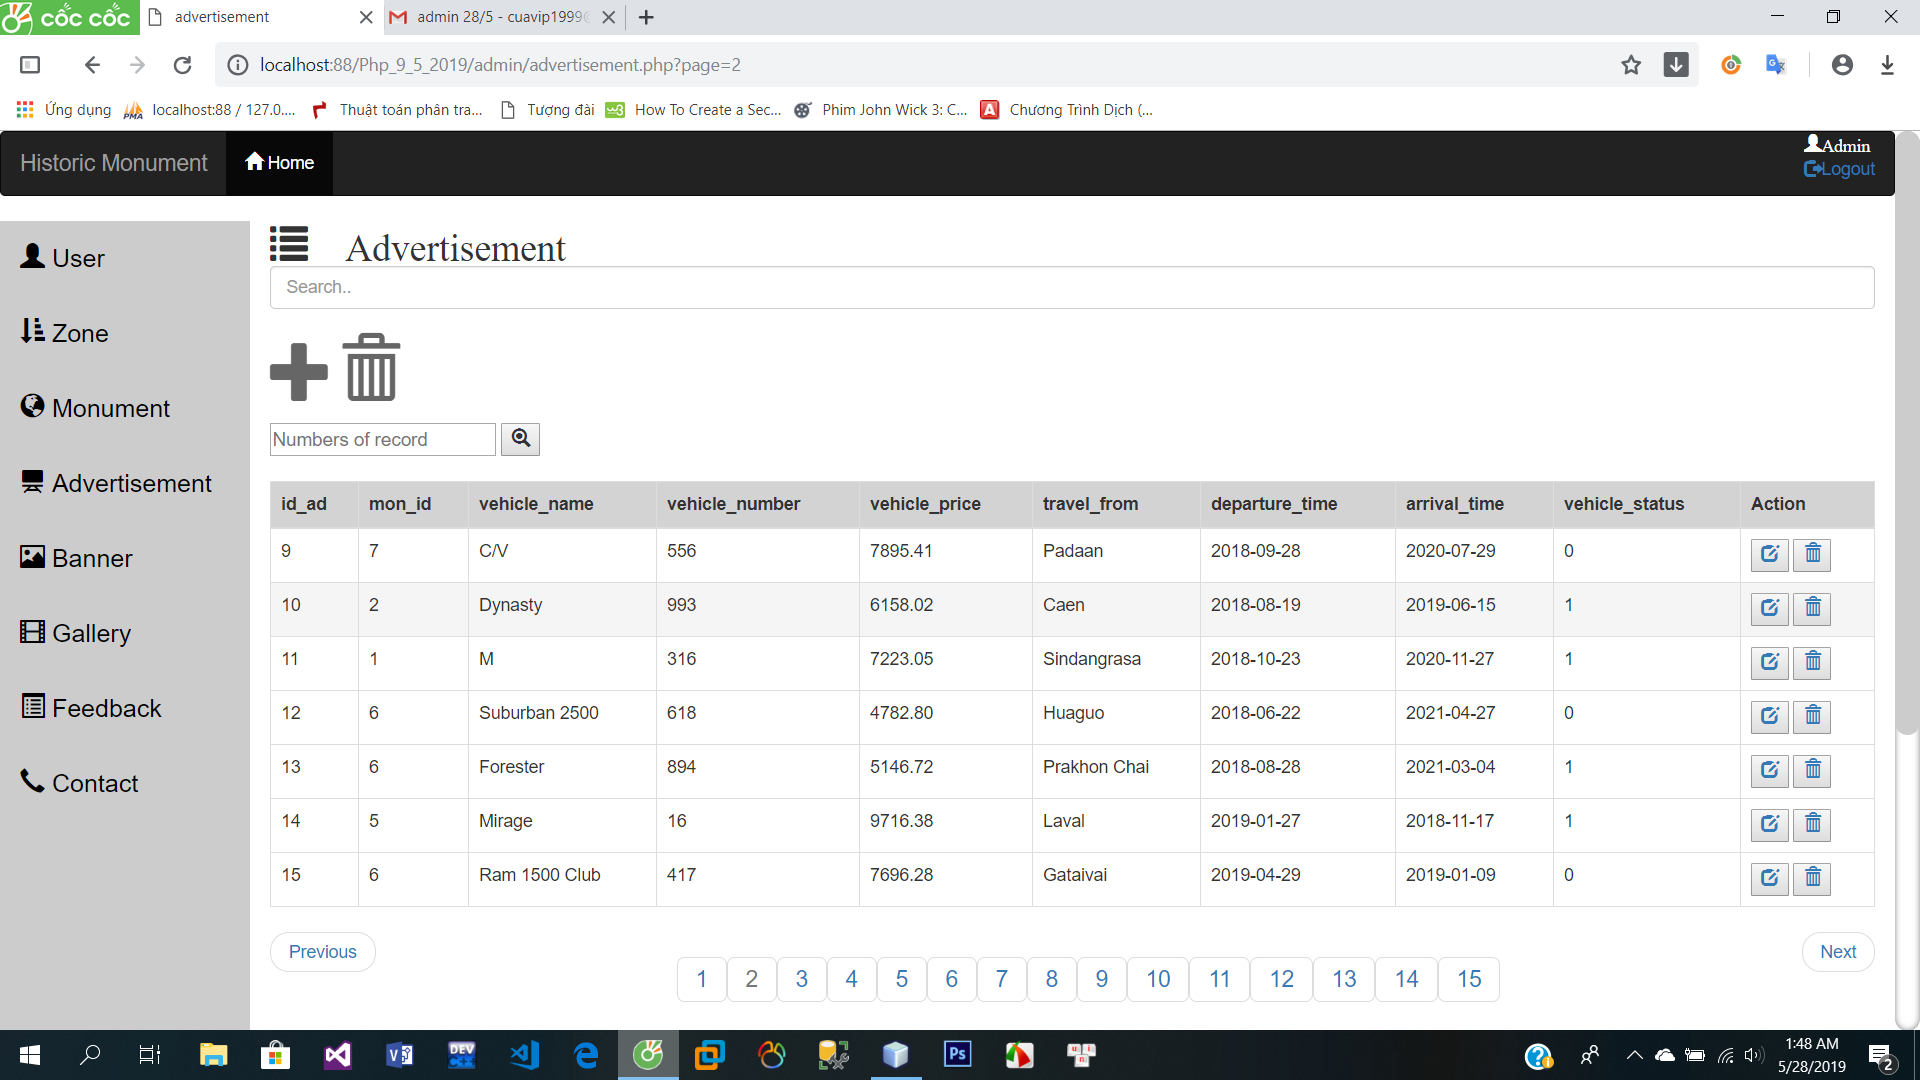 cốc cốc
advertisement
admin 28/5 - cuavip1999@
localhost:88/Php_9_5_2019/admin/advertisement.php?page=2
Ứng dụng
localhost:88 / 127.0....
Thuật toán phân tra...
Tượng đài
How To Create a Sec...
Phim John Wick 3: C...
Chương Trình Dịch (...
Historic Monument
Home
Admin
Logout
User
Zone
Monument
Advertisement
Banner
Gallery
Feedback
Contact
Advertisement
Search..
Numbers of record
id_ad mon_id vehicle_name vehicle_number vehicle_price travel_from departure_time arrival_time vehicle_status Action
9 7 C/V 556 7895.41 Padaan 2018-09-28 2020-07-29 0
10 2 Dynasty 993 6158.02 Caen 2018-08-19 2019-06-15 1
11 1 M 316 7223.05 Sindangrasa 2018-10-23 2020-11-27 1
12 6 Suburban 2500 618 4782.80 Huaguo 2018-06-22 2021-04-27 0
13 6 Forester 894 5146.72 Prakhon Chai 2018-08-28 2021-03-04 1
14 5 Mirage 16 9716.38 Laval 2019-01-27 2018-11-17 1
15 6 Ram 1500 Club 417 7696.28 Gataivai 2019-04-29 2019-01-09 0
Previous
Next
1 2 3 4 5 6 7 8 9 10 11 12 13 14 15
DEV
Ps
1:48 AM
5/28/2019
2